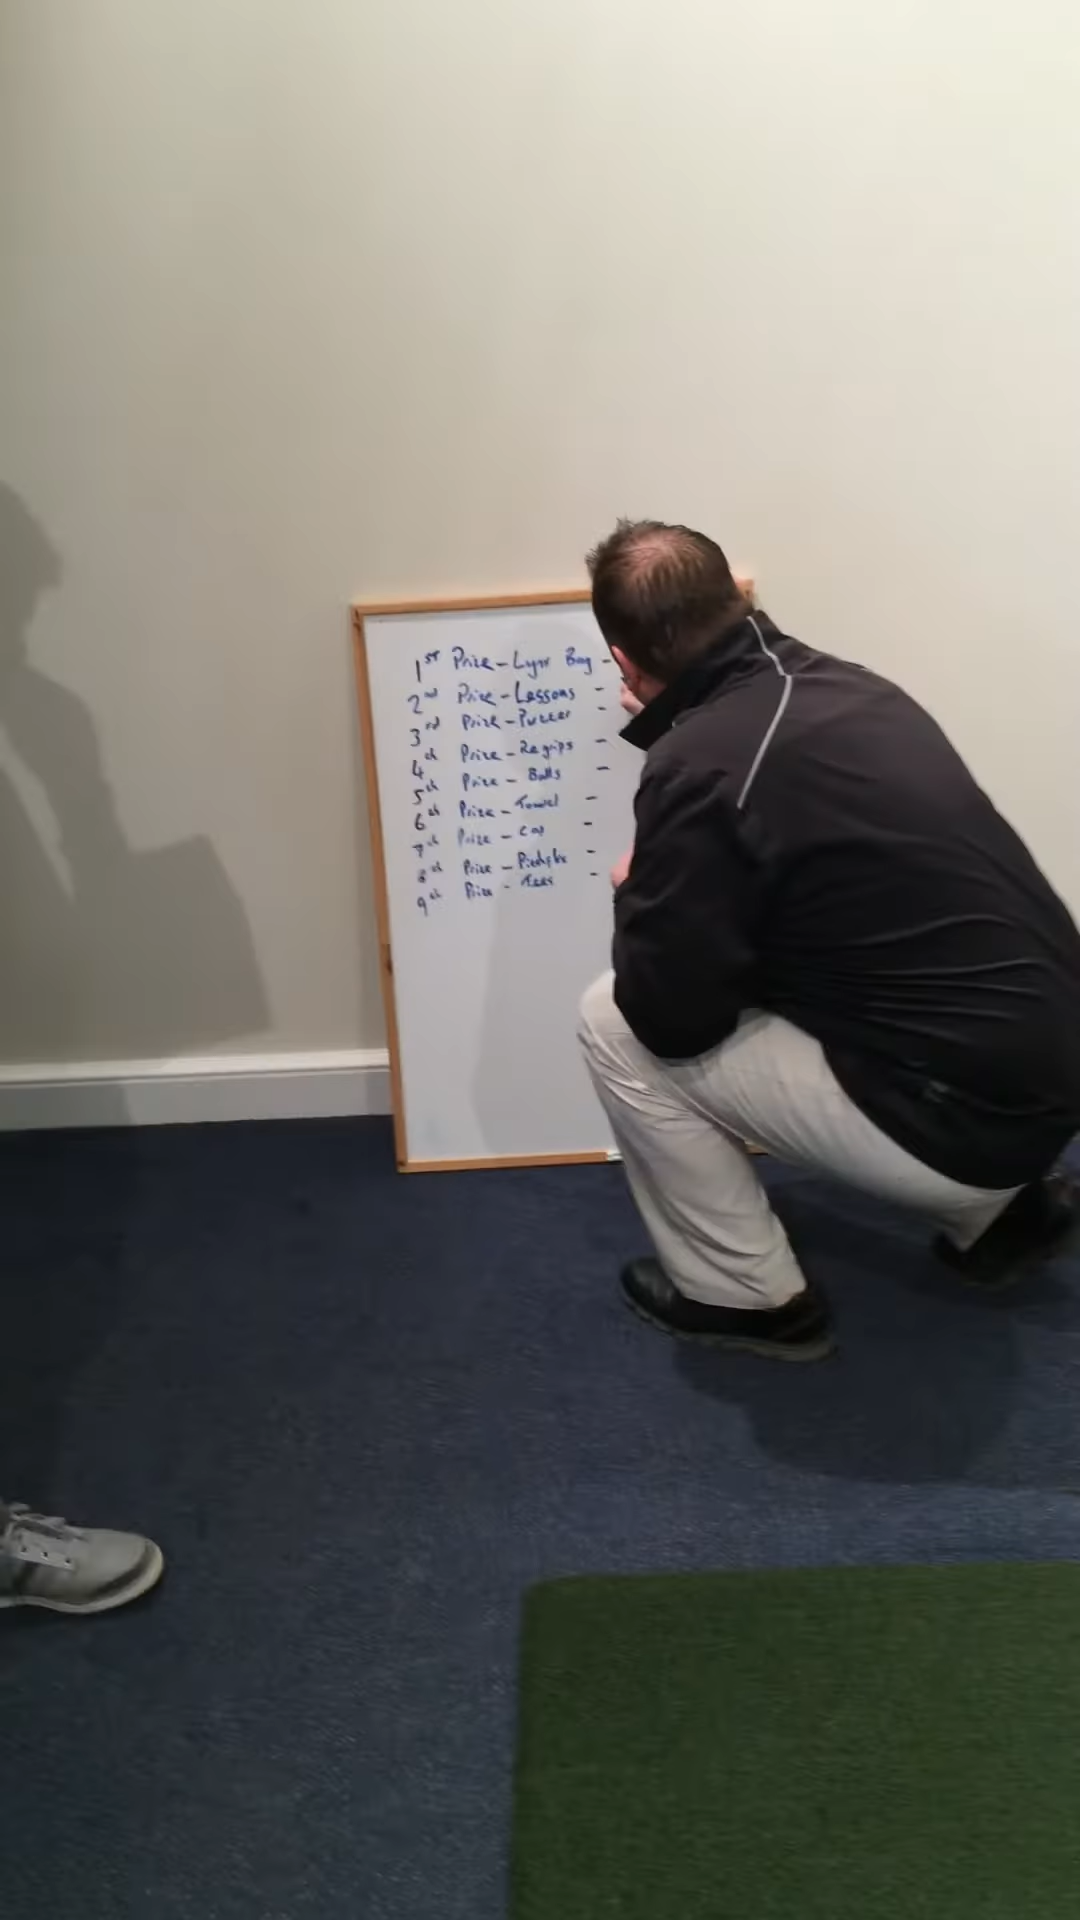 1st Prize - Lynx Bag -
2nd Prize - Lessons -
3rd Prize - Putter -
4th Prize - Regrips -
5th Prize - Balls -
6th Prize - Towel -
7th Prize - Cap -
8th Prize - -
9th Prize - Tees -